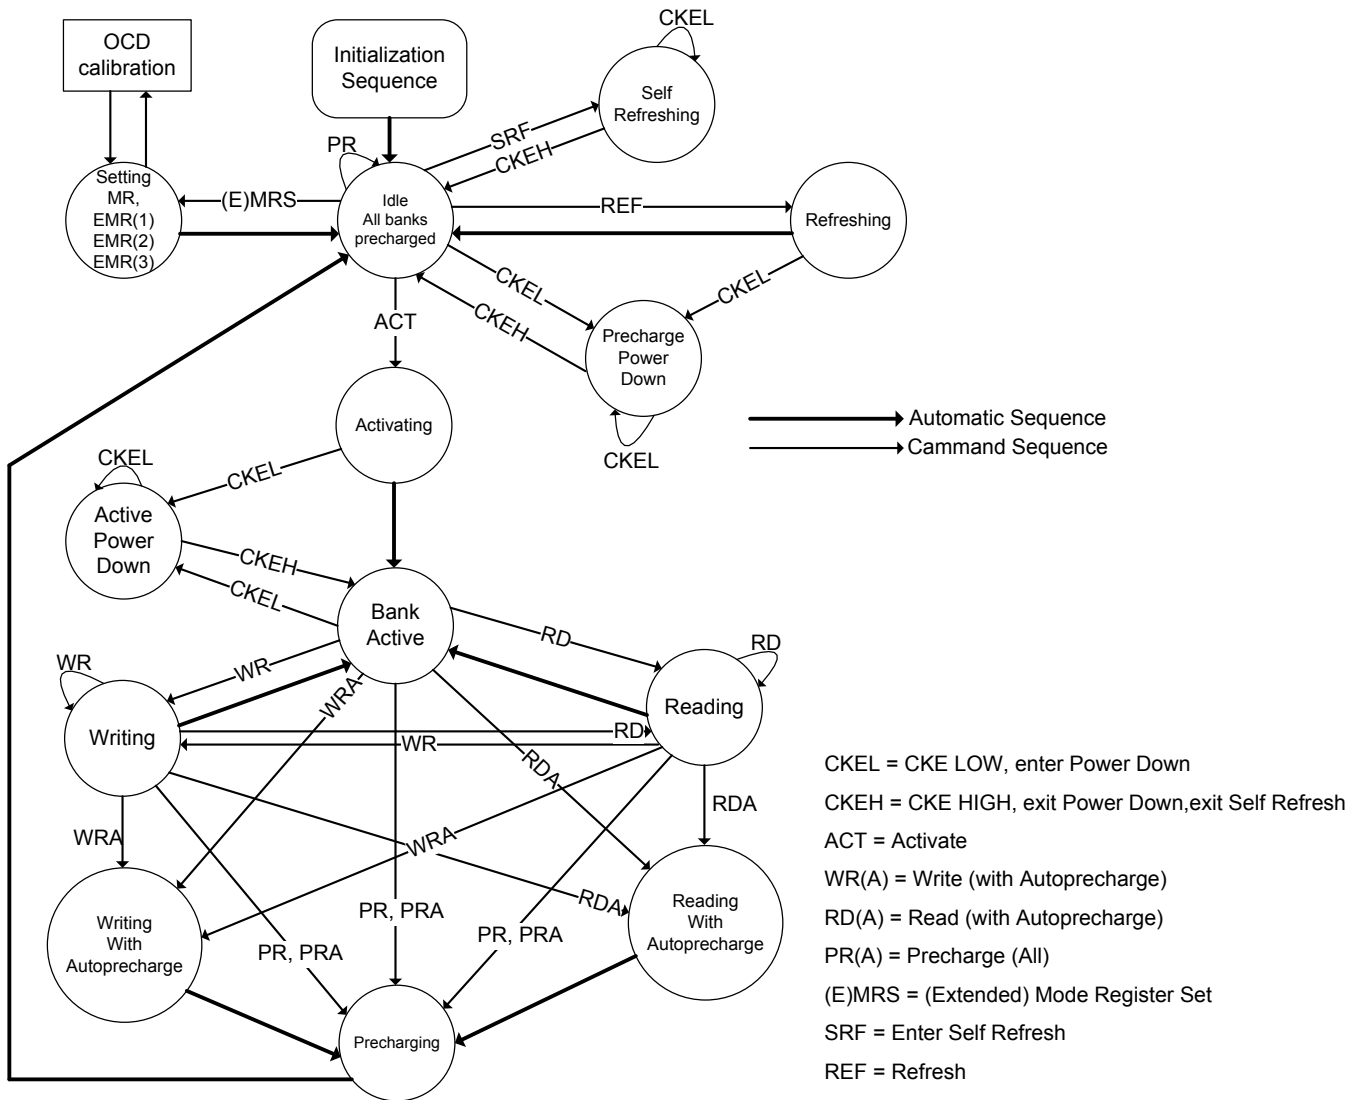 OCD
calibration
Initialization
Sequence
CKEL
Self
Refreshing
SRF
CKEH
PR
Setting
MR,
EMR(1)
EMR(2)
EMR(3)
(E)MRS
Idle
All banks
precharged
REF
Refreshing
CKEL
CKEH
CKEL
ACT
Precharge
Power
Down
CKEL
Activating
Automatic Sequence
Cammand Sequence
CKEL
CKEL
Active
Power
Down
CKEH
CKEL
Bank
Active
RD
RD
WR
WR
WRA
Reading
Writing
RD
WR
RDA
RDA
WRA
WRA
RDA
PR, PRA
PR, PRA
PR, PRA
Writing
With
Autoprecharge
Reading
With
Autoprecharge
Precharging
CKEL = CKE LOW, enter Power Down
CKEH = CKE HIGH, exit Power Down,exit Self Refresh
ACT = Activate
WR(A) = Write (with Autoprecharge)
RD(A) = Read (with Autoprecharge)
PR(A) = Precharge (All)
(E)MRS = (Extended) Mode Register Set
SRF = Enter Self Refresh
REF = Refresh